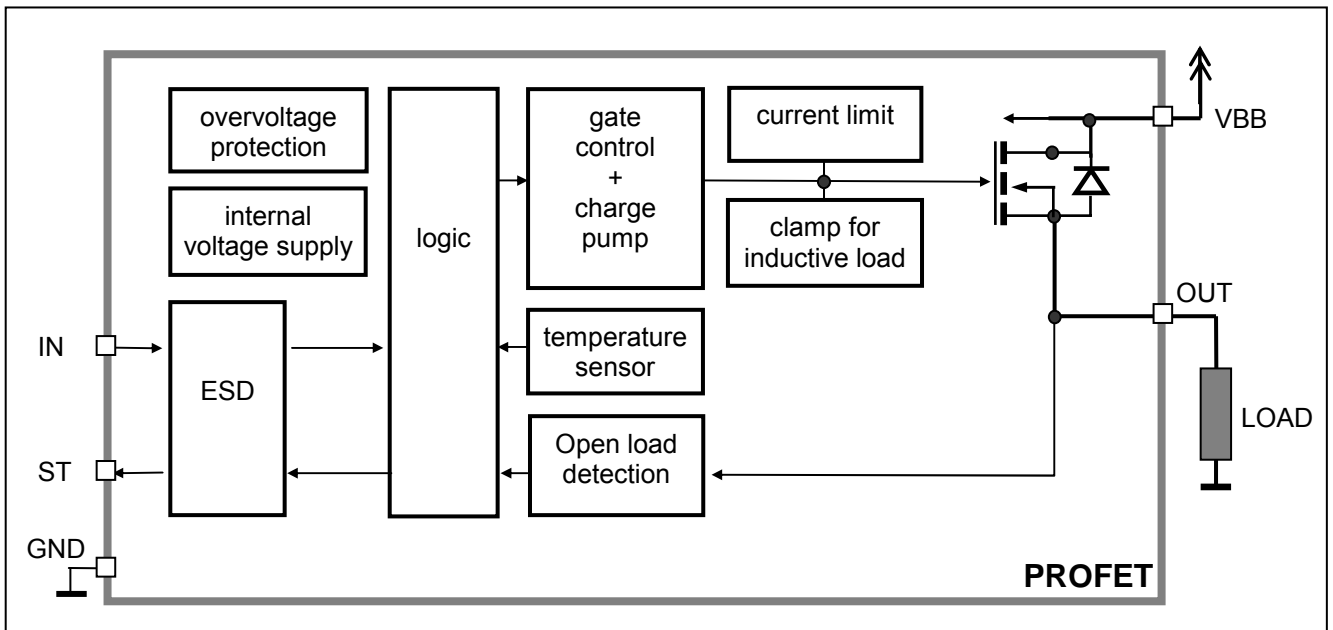 overvoltage
protection
internal
voltage supply
logic
gate
control
+
charge
pump
current limit
clamp for
inductive load
VBB
OUT
LOAD
IN
ESD
temperature
sensor
ST
Open load
detection
GND
PROFET